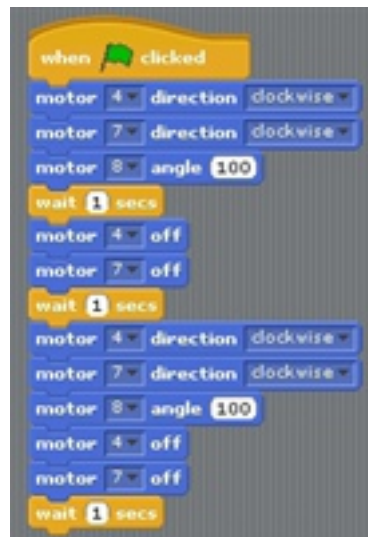 when clicked
motor 4 direction clockwise
motor 7 direction clockwise
motor 8 angle 100
wait 1 secs
motor 4 off
motor 7 off
wait 1 secs
motor 4 direction clockwise
motor 7 direction clockwise
motor 8 angle 100
motor 4 off
motor 7 off
wait 1 secs